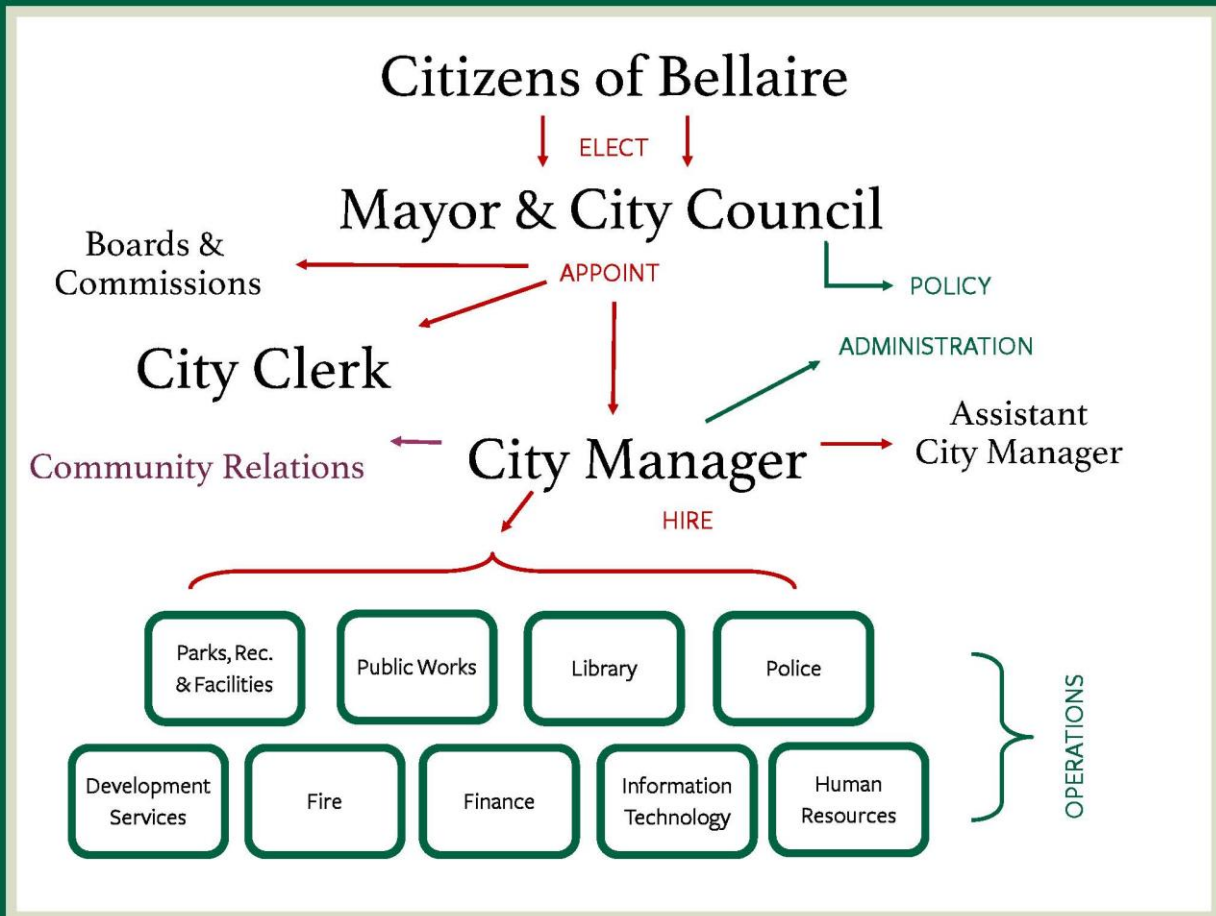 Citizens of Bellaire
ELECT
Mayor & City Council
Boards &
Commissions
APPOINT
POLICY
City Clerk
ADMINISTRATION
Community Relations
City Manager
Assistant
City Manager
HIRE
Parks, Rec.
& Facilities
Public Works
Library
Police
Development
Services
Fire
Finance
Information
Technology
Human
Resources
OPERATIONS